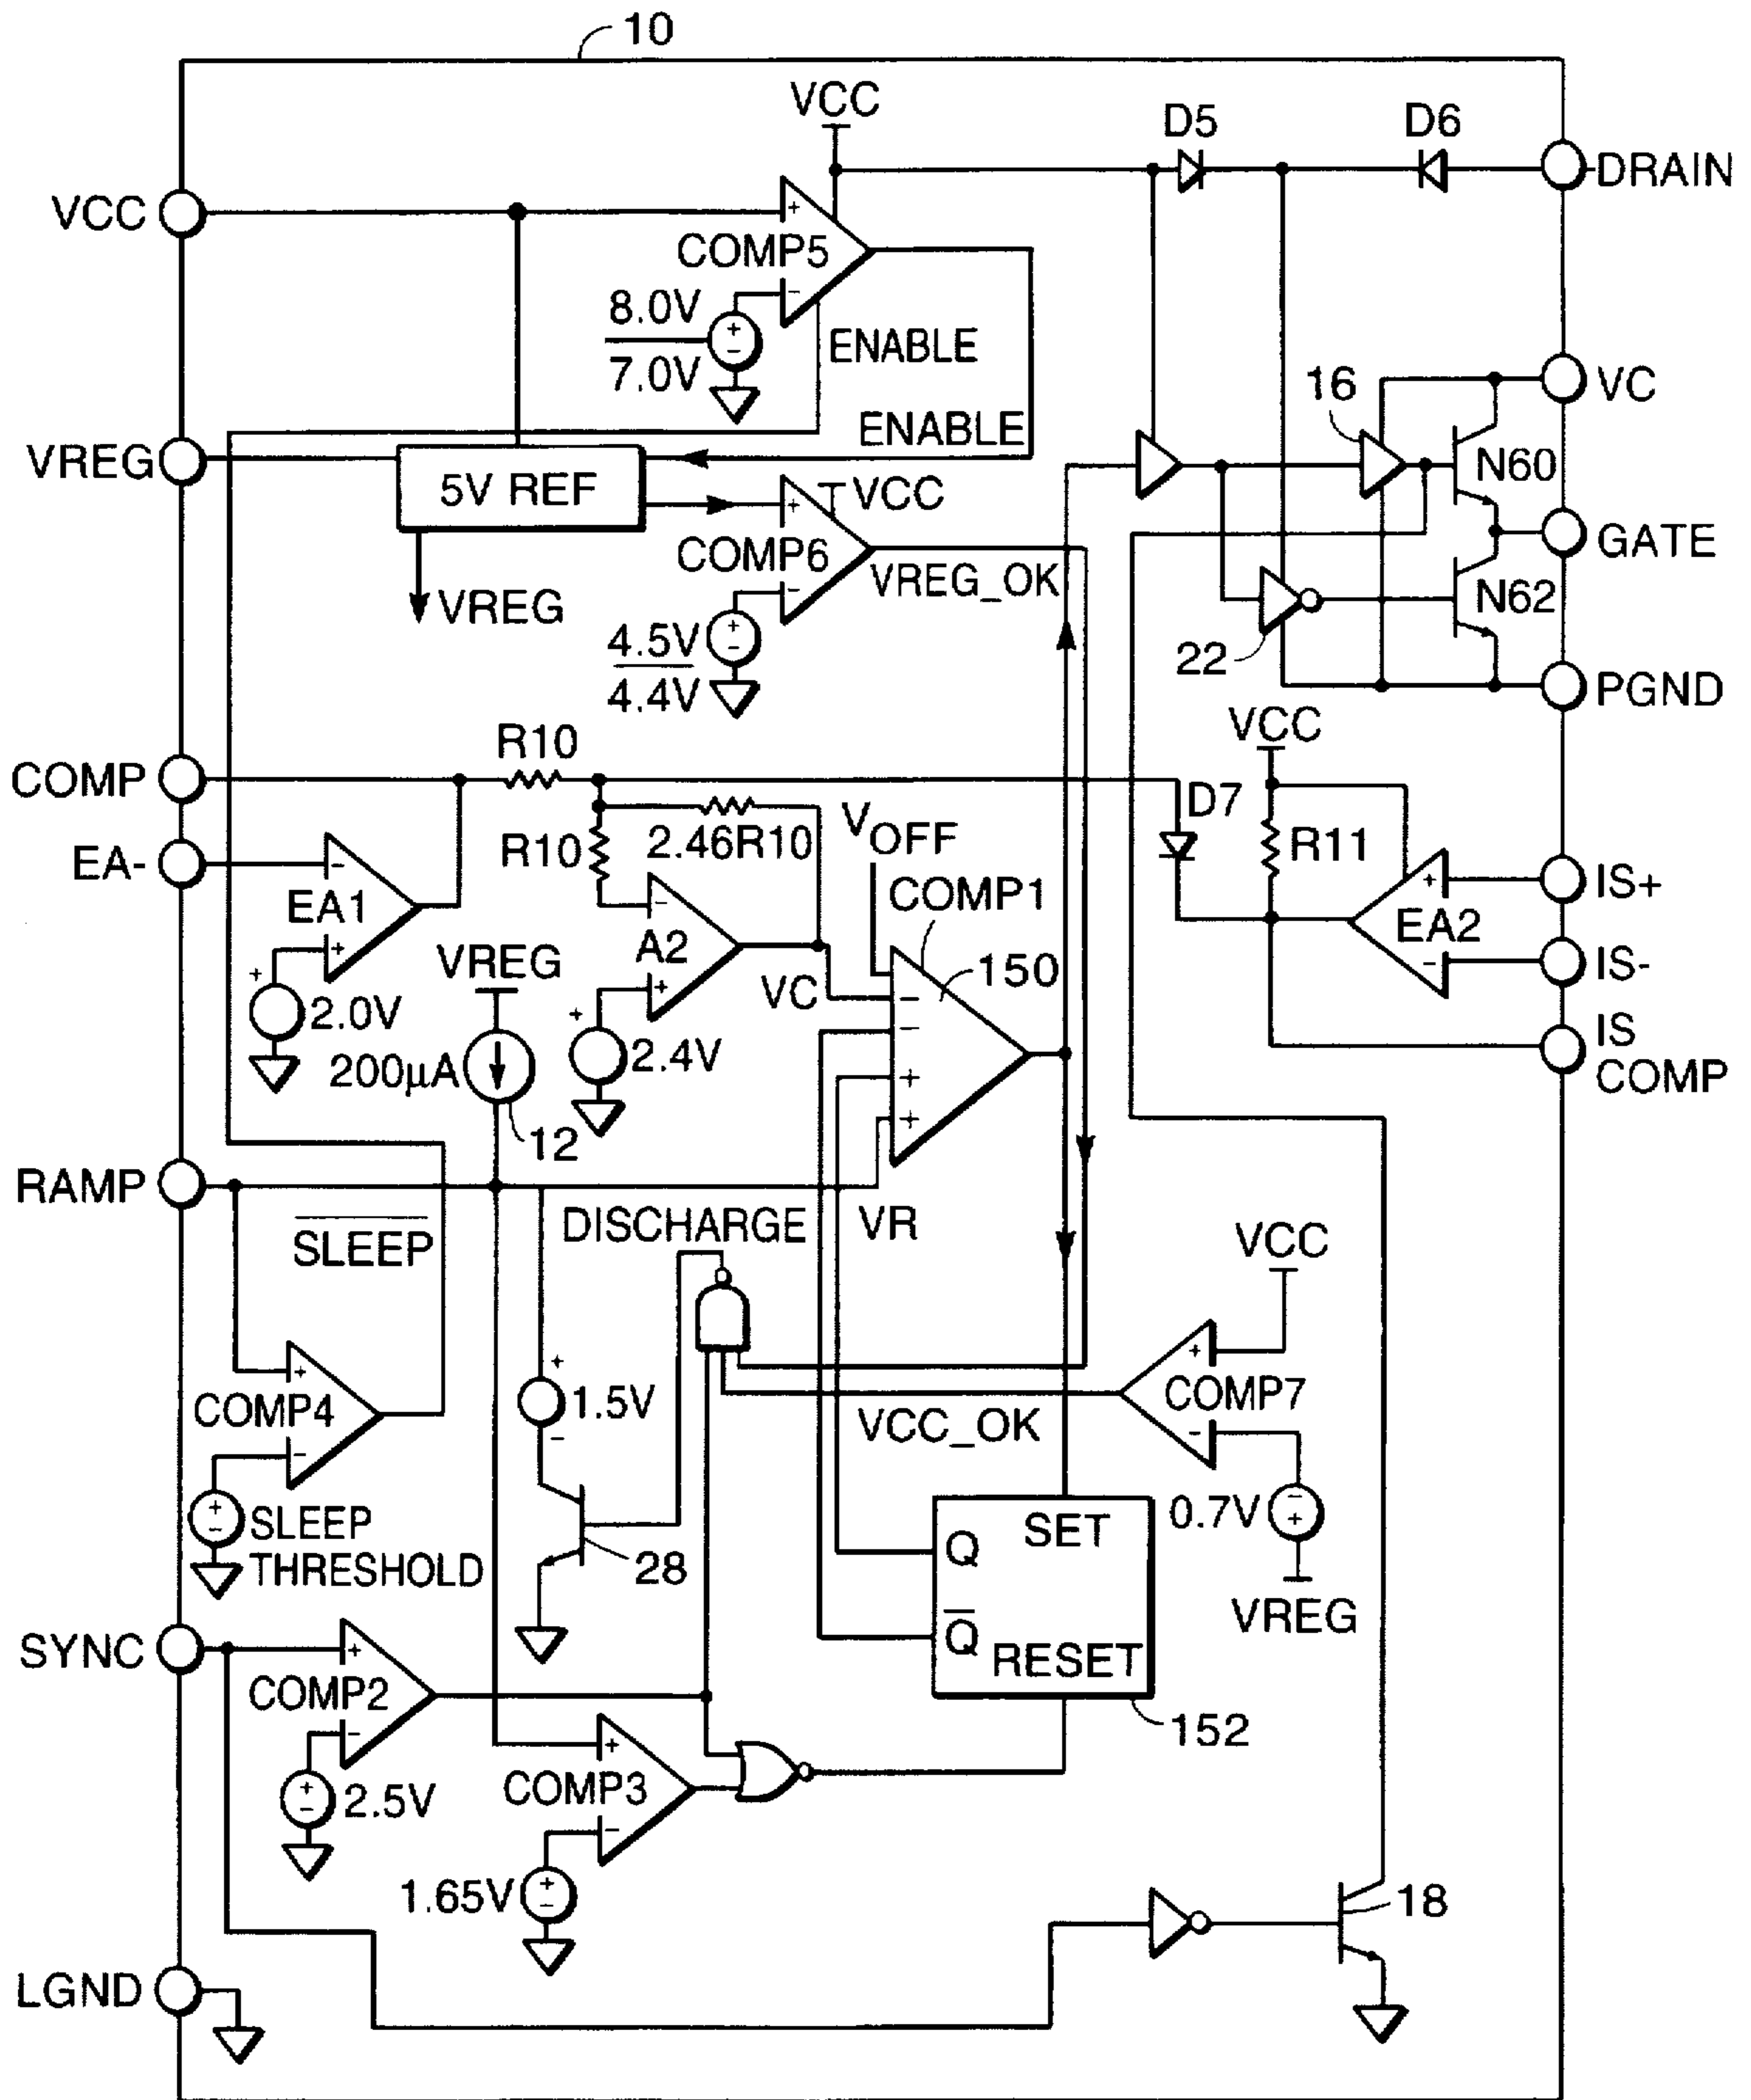 10
VCC
D5
D6
DRAIN
VCC
COMP5
8.0V
7.0V
ENABLE
ENABLE
16
VC
VREG
5V REF
VCC
N60
COMP6
VREG_OK
GATE
VREG
4.5V
4.4V
22
N62
PGND
COMP
R10
VCC
D7
R10
2.46R10
VOFF
R11
EA-
EA1
COMP1
IS+
A2
VREG
VC
150
EA2
IS-
2.0V
200µA
2.4V
IS
COMP
12
RAMP
SLEEP
DISCHARGE
VR
VCC
COMP4
1.5V
COMP7
VCC_OK
SLEEP
THRESHOLD
28
Q
SET
0.7V
VREG
SYNC
COMP2
Q
RESET
152
2.5V
COMP3
1.65V
18
LGND